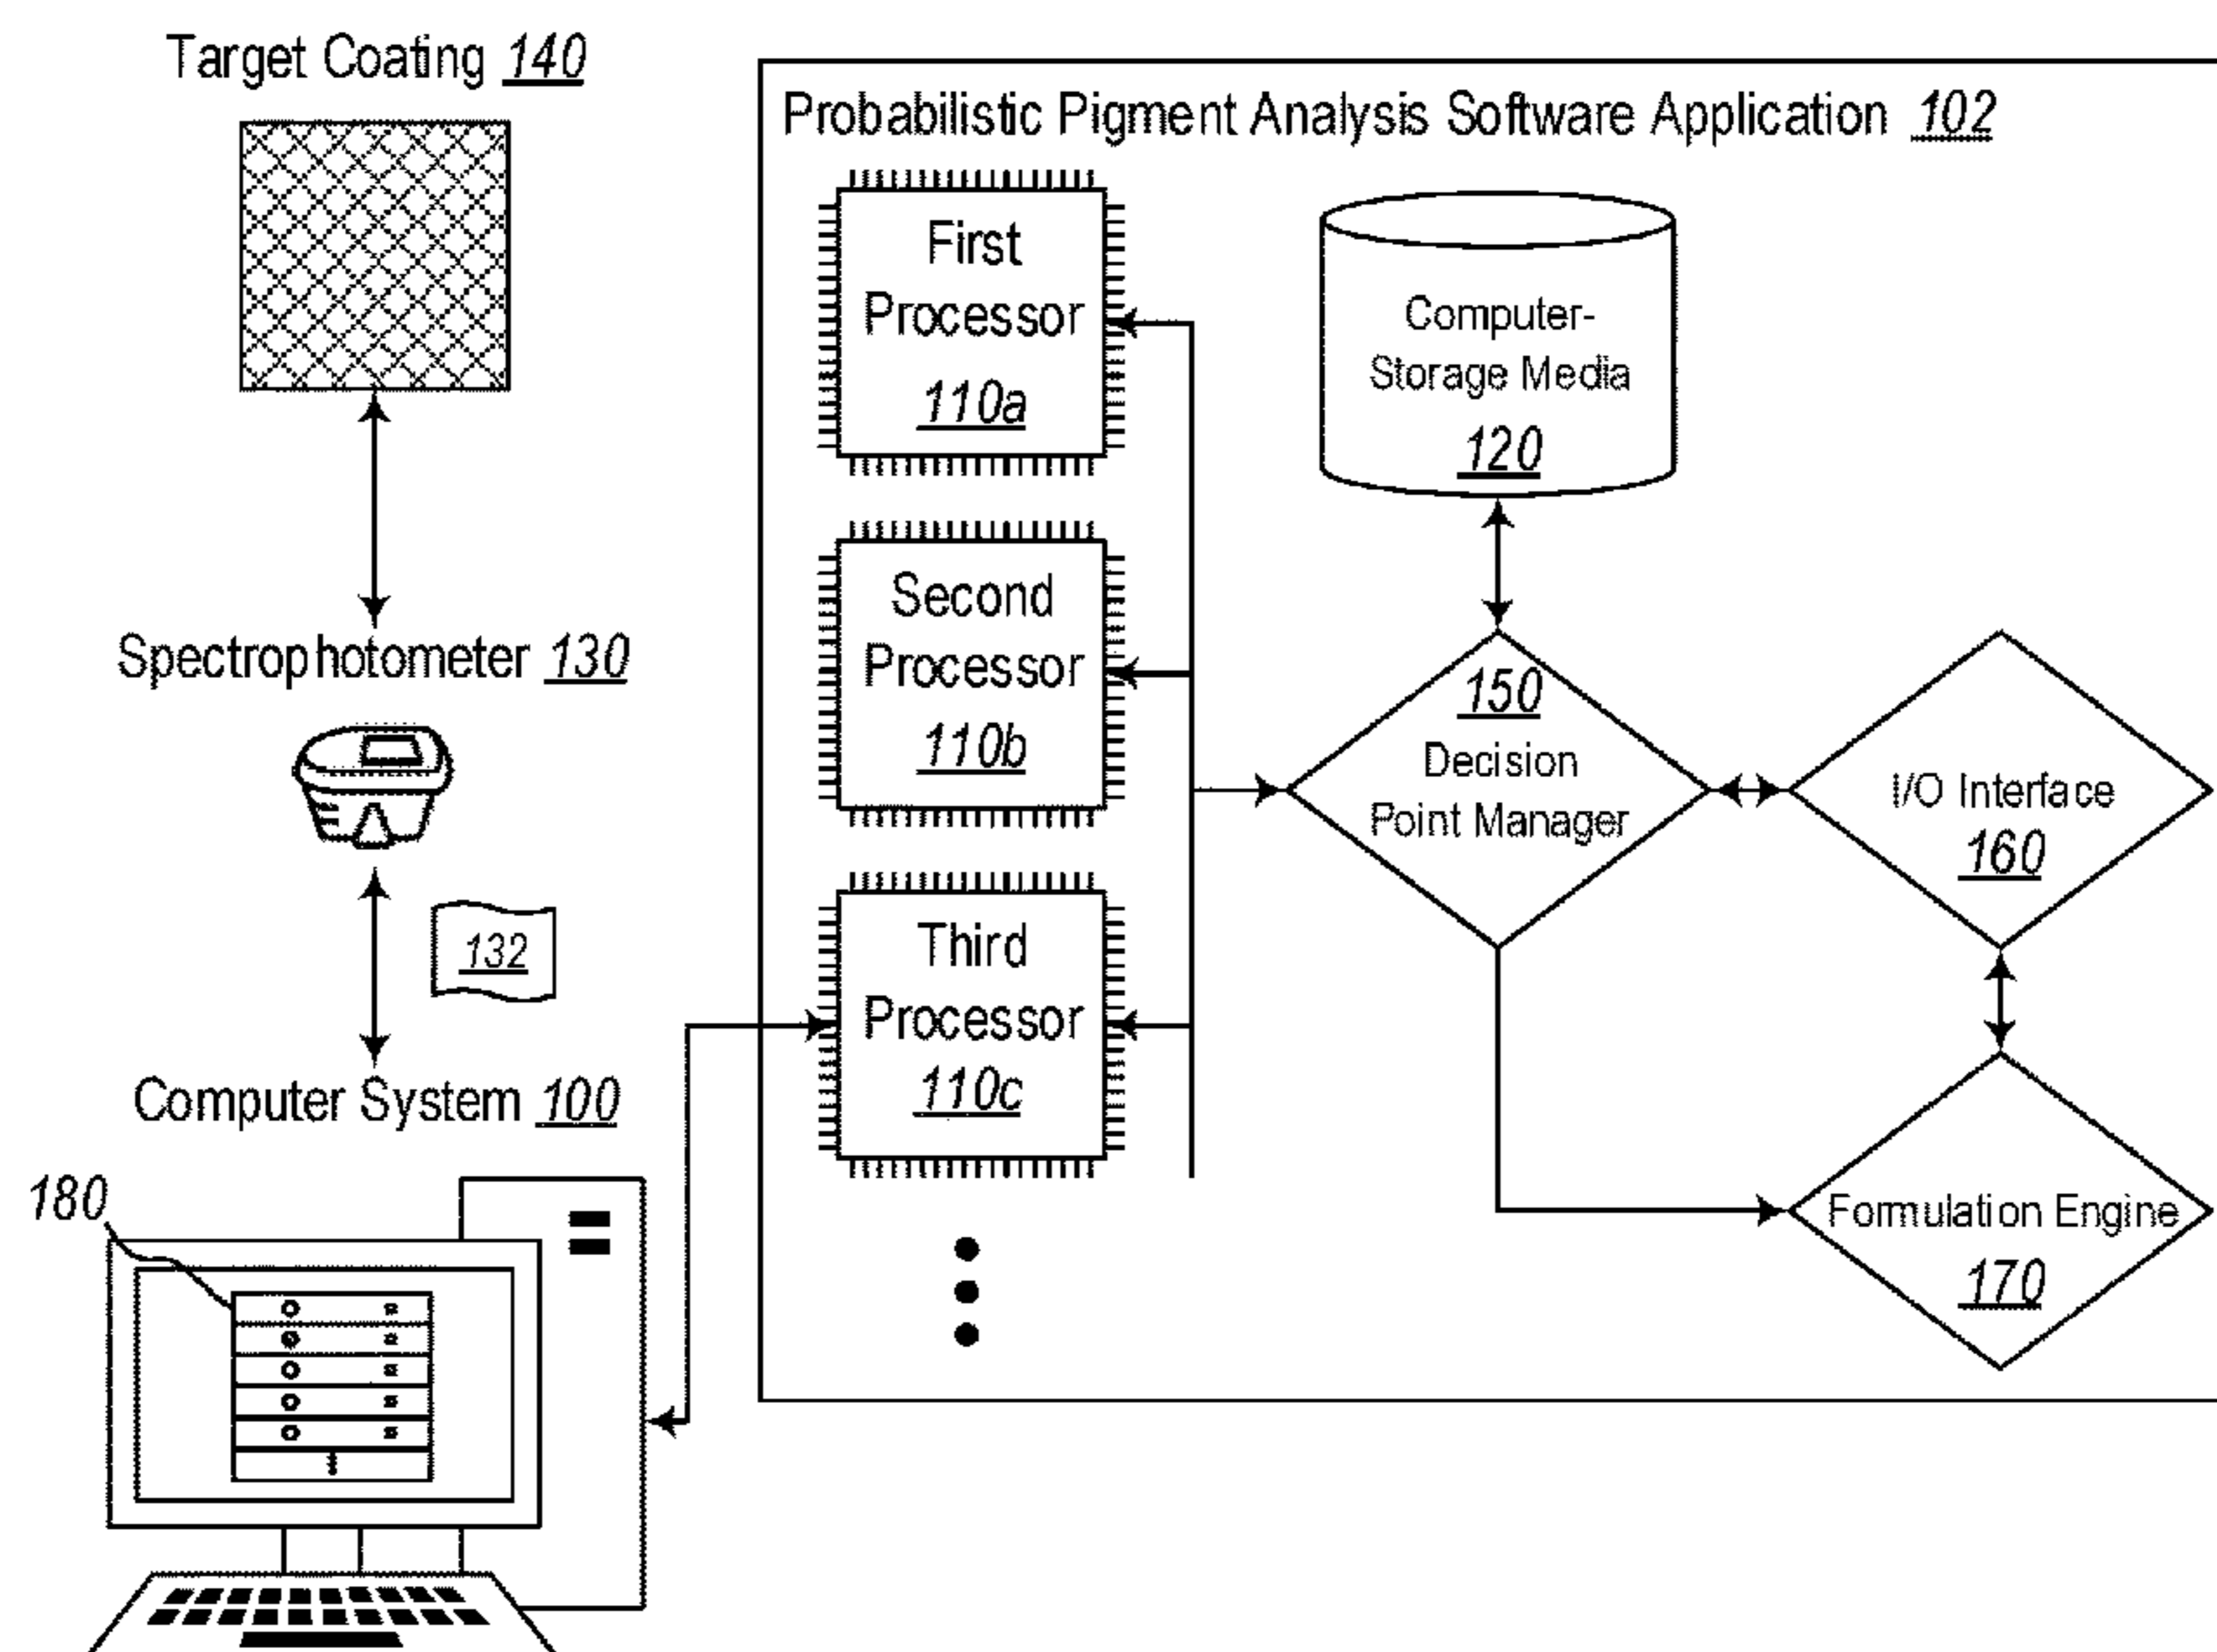 Target Coating 140
Spectrophotometer 130
132
Computer System 100
180
Probabilistic Pigment Analysis Software Application 102
First
Processor
110a
Second
Processor
110b
Third
Processor
110c
Computer-
Storage Media
120
150
Decision
Point Manager
I/O Interface
160
Formulation Engine
170